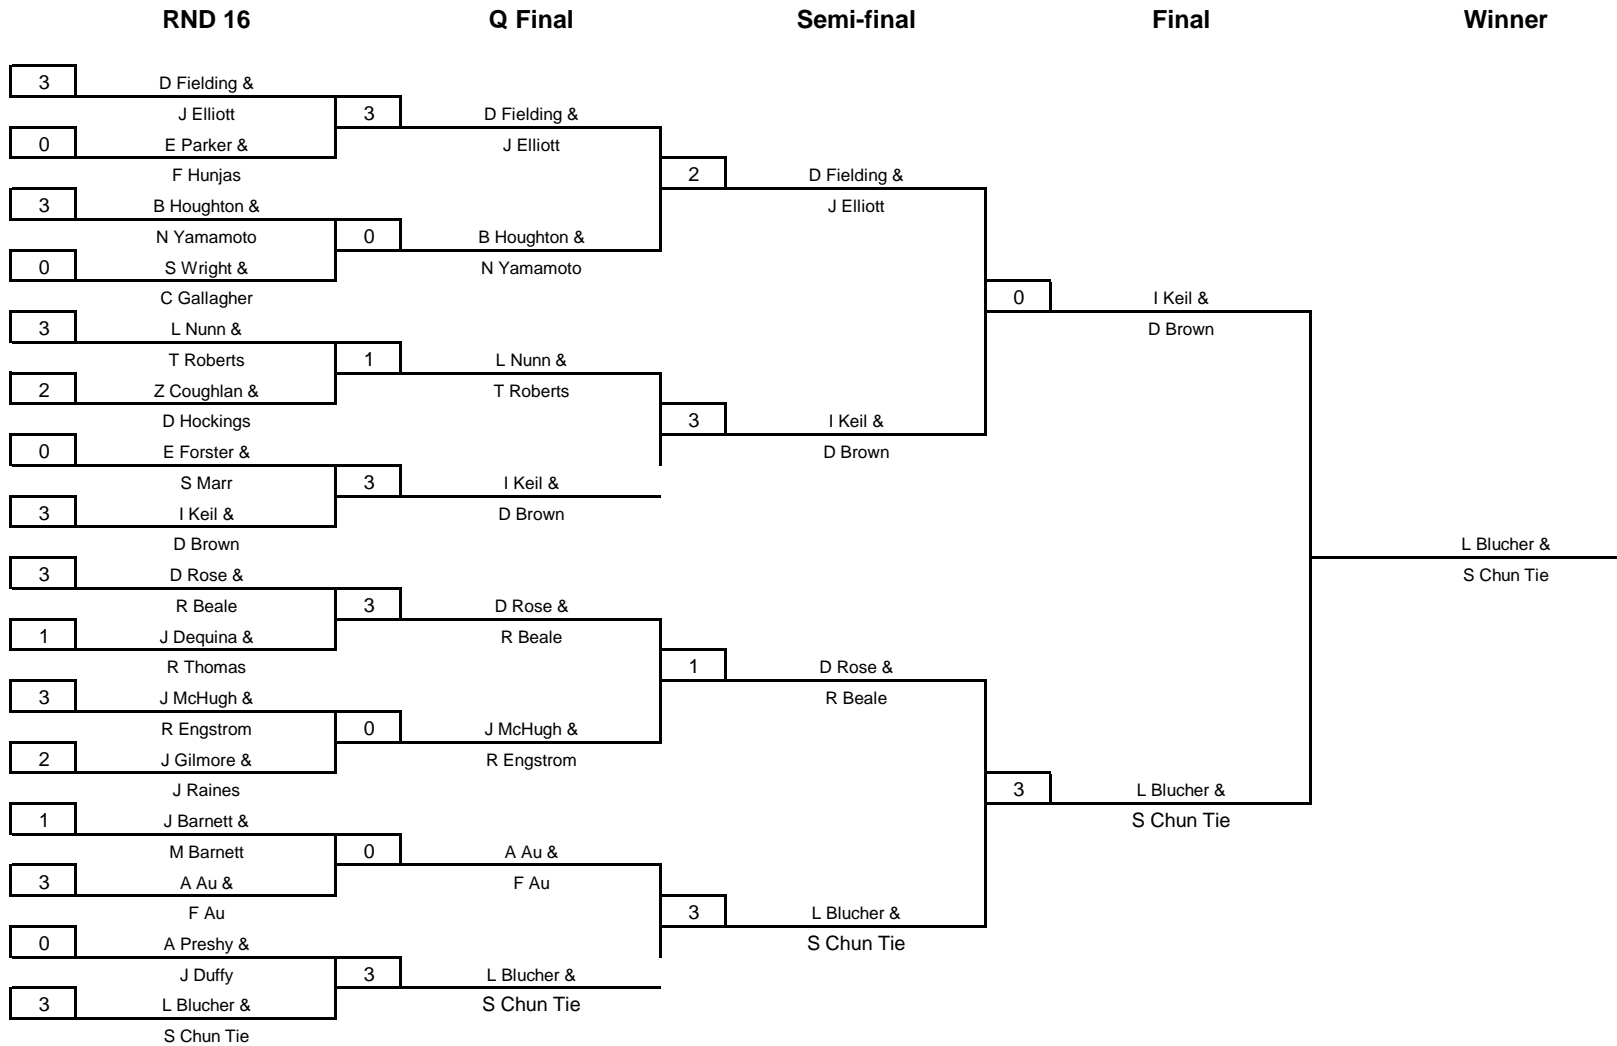 RND 16 Q Final Semi-final Final Winner
3 D Fielding &
J Elliott 3 D Fielding &
0 E Parker & J Elliott
F Hunjas 2 D Fielding &
3 B Houghton & J Elliott
N Yamamoto 0 B Houghton &
0 S Wright & N Yamamoto
C Gallagher 0 I Keil &
3 L Nunn & D Brown
T Roberts 1 L Nunn &
2 Z Coughlan & T Roberts
D Hockings 3 I Keil &
0 E Forster & D Brown
S Marr 3 I Keil &
3 I Keil & D Brown
D Brown L Blucher &
3 D Rose & S Chun Tie
R Beale 3 D Rose &
1 J Dequina & R Beale
R Thomas 1 D Rose &
3 J McHugh & R Beale
R Engstrom 0 J McHugh &
2 J Gilmore & R Engstrom
J Raines 3 L Blucher &
1 J Barnett & S Chun Tie
M Barnett 0 A Au &
3 A Au & F Au
F Au 3 L Blucher &
0 A Preshy & S Chun Tie
J Duffy 3 L Blucher &
3 L Blucher & S Chun Tie
S Chun Tie